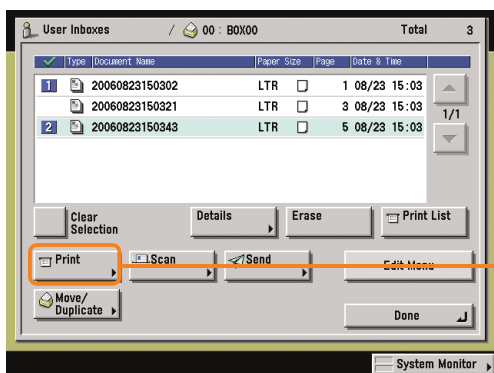 User Inboxes / 00 : BOX00 Total 3
Type Document Name Paper Size Page Date & Time
1 20060823150302 LTR 1 08/23 15:03
20060823150321 LTR 3 08/23 15:03
2 20060823150343 LTR 5 08/23 15:03
1/1
Clear Selection Details Erase Print List
Print Scan Send Edit Menu
Move/
Duplicate
Done
System Monitor